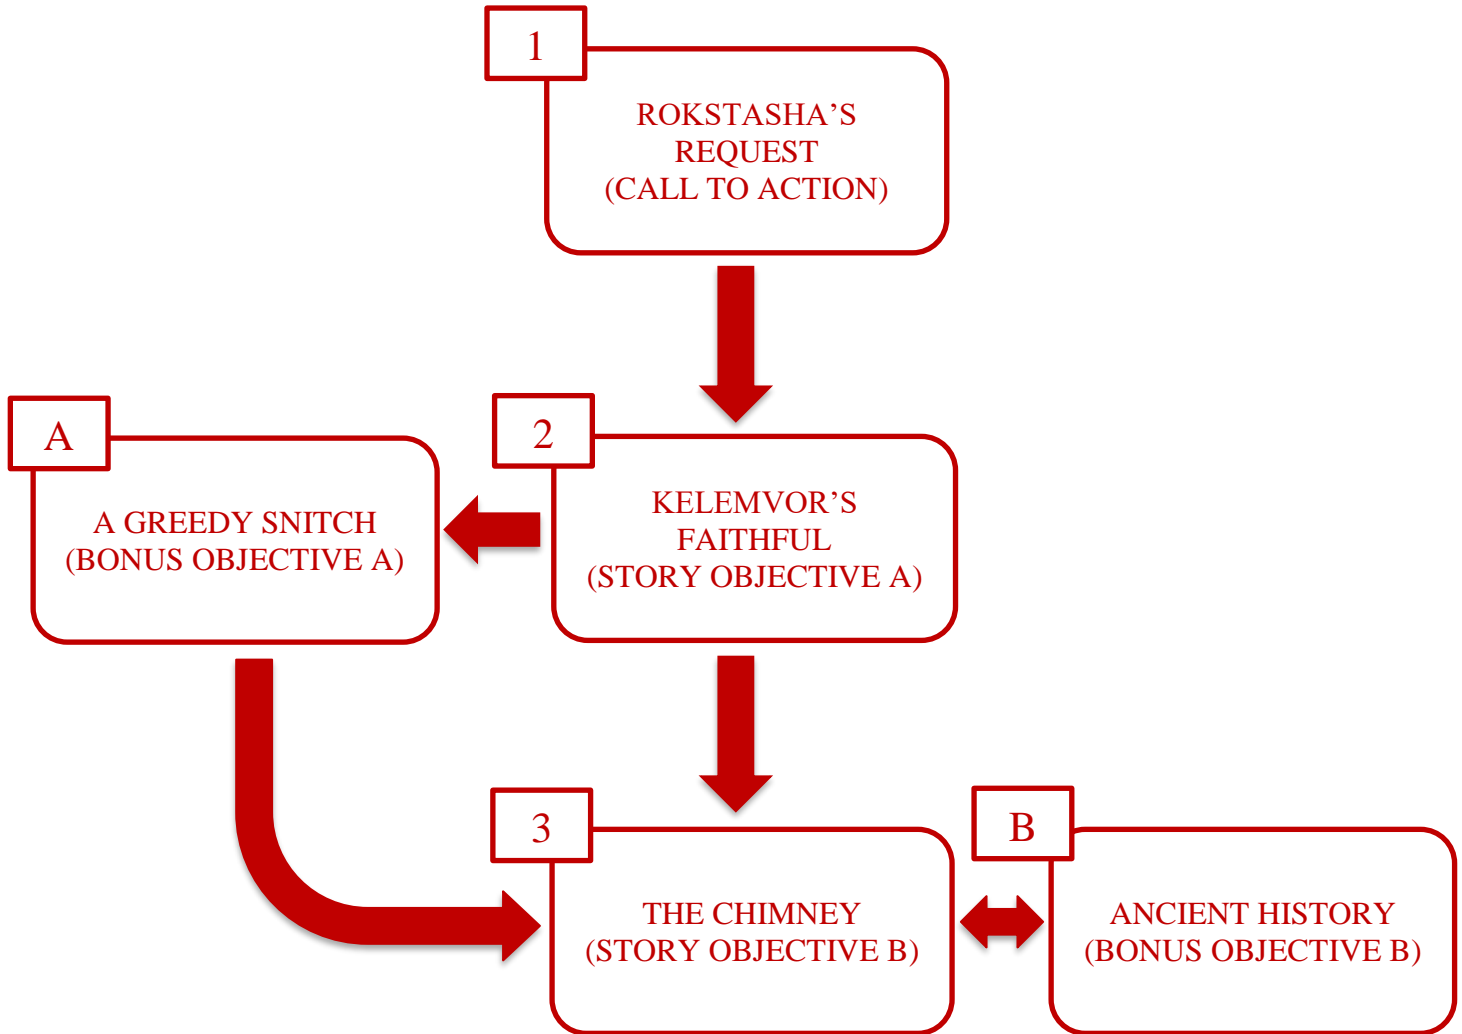 1
ROKSTASHA’S
REQUEST
(CALL TO ACTION)
A
A GREEDY SNITCH
(BONUS OBJECTIVE A)
2
KELEMVOR’S
FAITHFUL
(STORY OBJECTIVE A)
3
THE CHIMNEY
(STORY OBJECTIVE B)
B
ANCIENT HISTORY
(BONUS OBJECTIVE B)